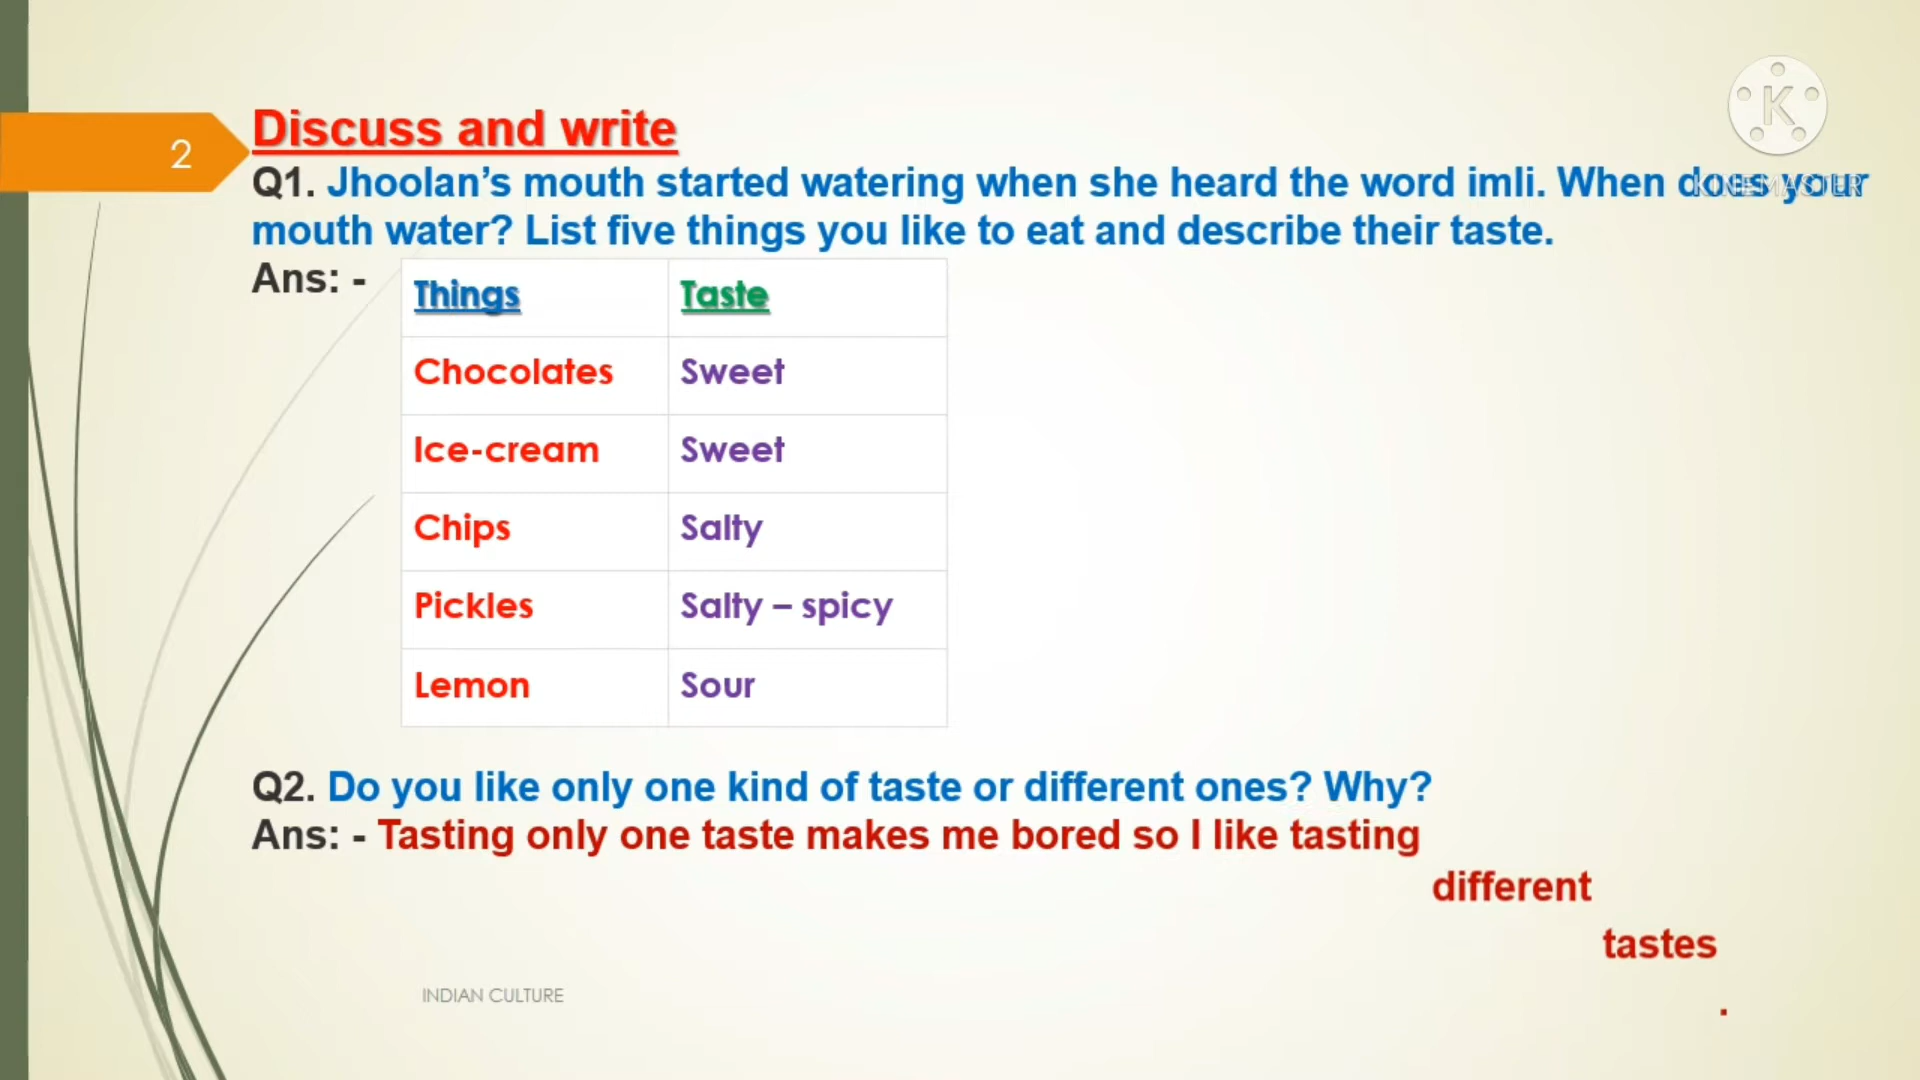 2
Discuss and write
Q1. Jhoolan’s mouth started watering when she heard the word imli. When does your
mouth water? List five things you like to eat and describe their taste.
Ans: -
Things Taste
Chocolates Sweet
Ice-cream Sweet
Chips Salty
Pickles Salty – spicy
Lemon Sour
Q2. Do you like only one kind of taste or different ones? Why?
Ans: - Tasting only one taste makes me bored so I like tasting
different
tastes
.
INDIAN CULTURE
K
KINEMASTER